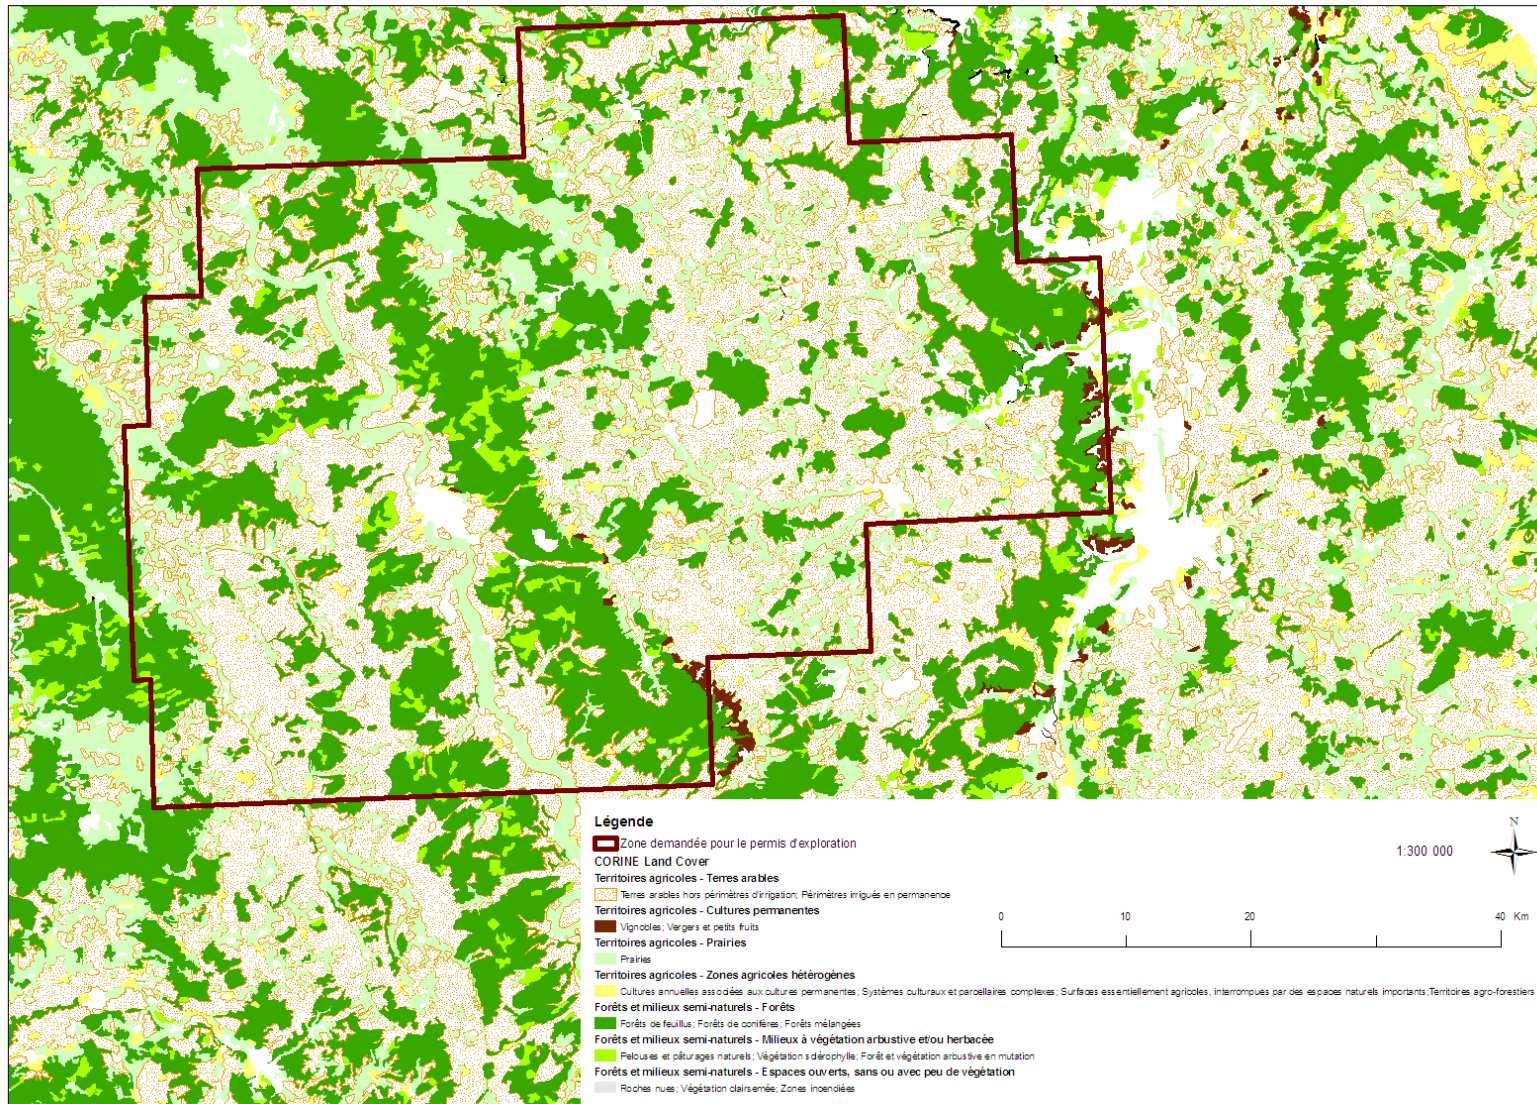 Légende
Zone demandée pour le permis d'exploration
CORINE Land Cover
Territoires agricoles - Terres arables
Terres arables hors périmètres d'irrigation; Périmètres irrigués en permanence
Territoires agricoles - Cultures permanentes
Vignobles; Vergers et petits fruits
Territoires agricoles - Prairies
Prairies
Territoires agricoles - Zones agricoles hétérogènes
Cultures annuelles associées aux cultures permanentes; Systèmes culturaux et parcellaires complexes; Surfaces essentiellement agricoles, interrompues par des espaces naturels importants;Territoires agro-forestiers
Forêts et milieux semi-naturels - Forêts
Forêts de feuillus; Forêts de conifères; Forêts mélangées
Forêts et milieux semi-naturels - Milieux à végétation arbustive et/ou herbacée
Pelouses et pâturages naturels; Végétation sclérophylle; Forêt et végétation arbustive en mutation
Forêts et milieux semi-naturels - Espaces ouverts, sans ou avec peu de végétation
Roches nues; Végétation clairsemée; Zones incendiées
1:300 000
N
0 10 20 40 Km